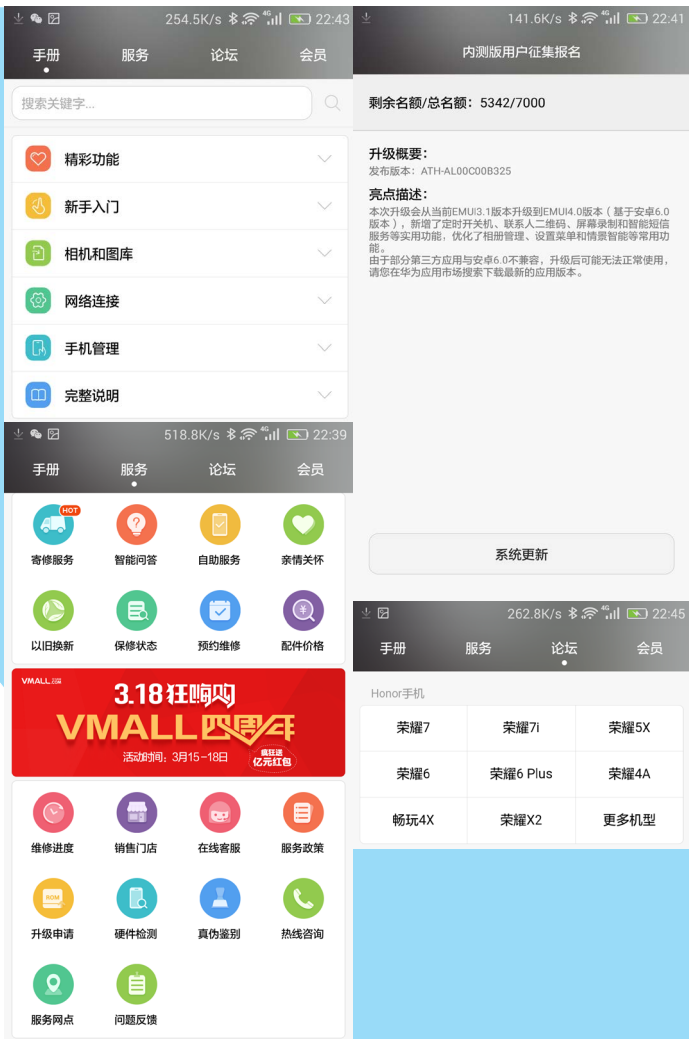 254.5K/s 4G 22:43
手册 服务 论坛 会员
搜索关键字...
精彩功能
新手入门
相机和图库
网络连接
手机管理
完整说明
518.8K/s 4G 22:39
手册 服务 论坛 会员
HOT
寄修服务 智能问答 自助服务 亲情关怀
以旧换新 保修状态 预约维修 配件价格
VMALL.COM
3.18狂嗨购
VMALL四周年
活动时间：3月15-18日
疯狂送
亿元红包
维修进度 销售门店 在线客服 服务政策
ROM
升级申请 硬件检测 真伪鉴别 热线咨询
服务网点 问题反馈
141.6K/s 4G 22:41
内测版用户征集报名
剩余名额/总名额：5342/7000
升级概要：
发布版本：ATH-AL00C00B325
亮点描述：
本次升级会从当前EMUI3.1版本升级到EMUI4.0版本（基于安卓6.0
版本），新增了定时开关机、联系人二维码、屏幕录制和智能短信
服务等实用功能，优化了相册管理、设置菜单和情景智能等常用功
能。
由于部分第三方应用与安卓6.0不兼容，升级后可能无法正常使用，
请您在华为应用市场搜索下载最新的应用版本。
系统更新
262.8K/s 4G 22:45
手册 服务 论坛 会员
Honor手机
荣耀7 荣耀7i 荣耀5X
荣耀6 荣耀6 Plus 荣耀4A
畅玩4X 荣耀X2 更多机型